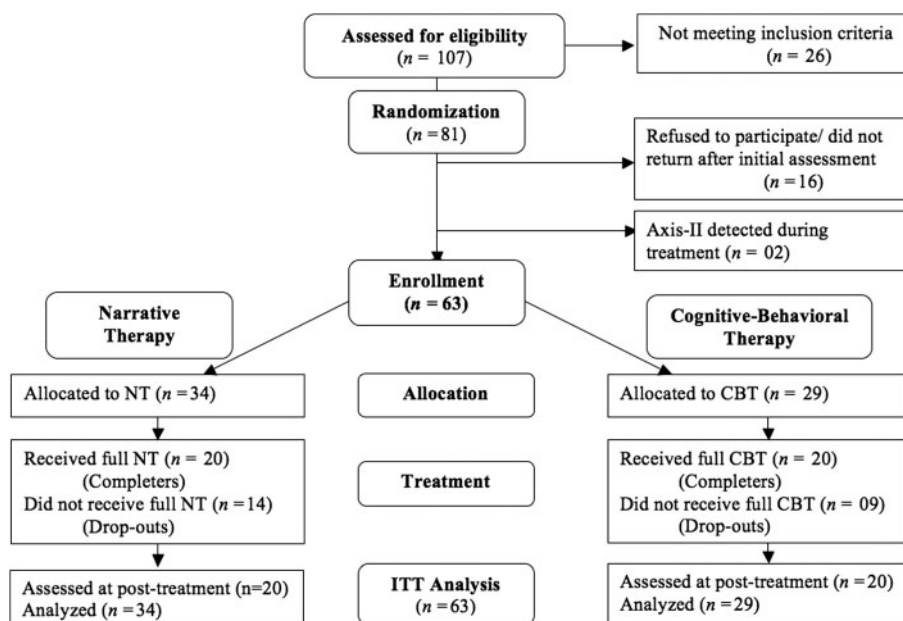 Assessed for eligibility
(n = 107)
Not meeting inclusion criteria
(n = 26)
Randomization
(n = 81)
Refused to participate/ did not
return after initial assessment
(n = 16)
Axis-II detected during
treatment (n = 02)
Enrollment
(n = 63)
Narrative
Therapy
Cognitive-Behavioral
Therapy
Allocated to NT (n = 34)
Allocation
Allocated to CBT (n = 29)
Received full NT (n = 20)
(Completers)
Did not receive full NT (n = 14)
(Drop-outs)
Treatment
Received full CBT (n = 20)
(Completers)
Did not receive full CBT (n = 09)
(Drop-outs)
Assessed at post-treatment (n=20)
Analyzed (n = 34)
ITT Analysis
(n = 63)
Assessed at post-treatment (n = 20)
Analyzed (n = 29)